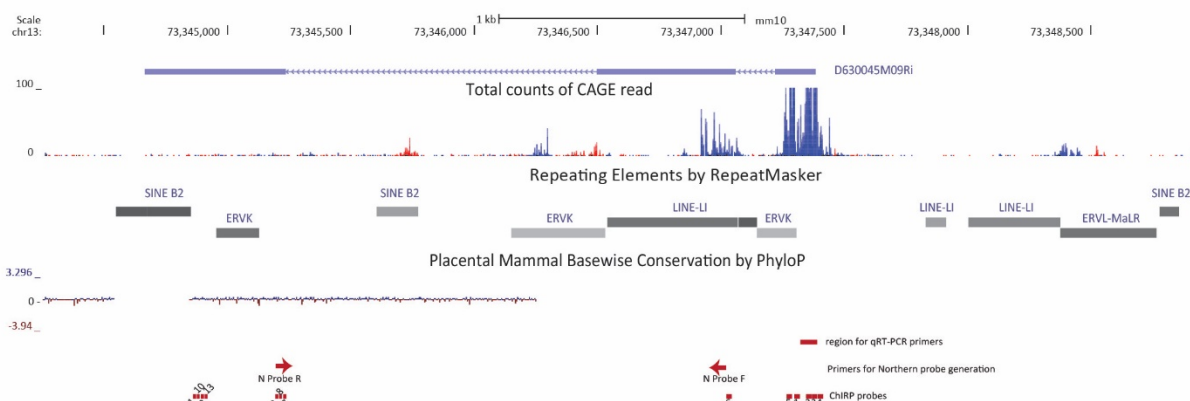 Scale 1 kb mm10
chr13: 73,345,000 73,345,500 73,346,000 73,346,500 73,347,000 73,347,500 73,348,000 73,348,500
D630045M09Ri
Total counts of CAGE read
100
0
Repeating Elements by RepeatMasker
SINE B2 SINE B2 SINE B2
ERVK ERVK LINE-LI ERVK LINE-LI LINE-LI ERVL-MaLR
Placental Mammal Basewise Conservation by PhyloP
3.296
0
-3.94
region for qRT-PCR primers
Primers for Northern probe generation
N Probe R N Probe F
10 13 8
ChIRP probes